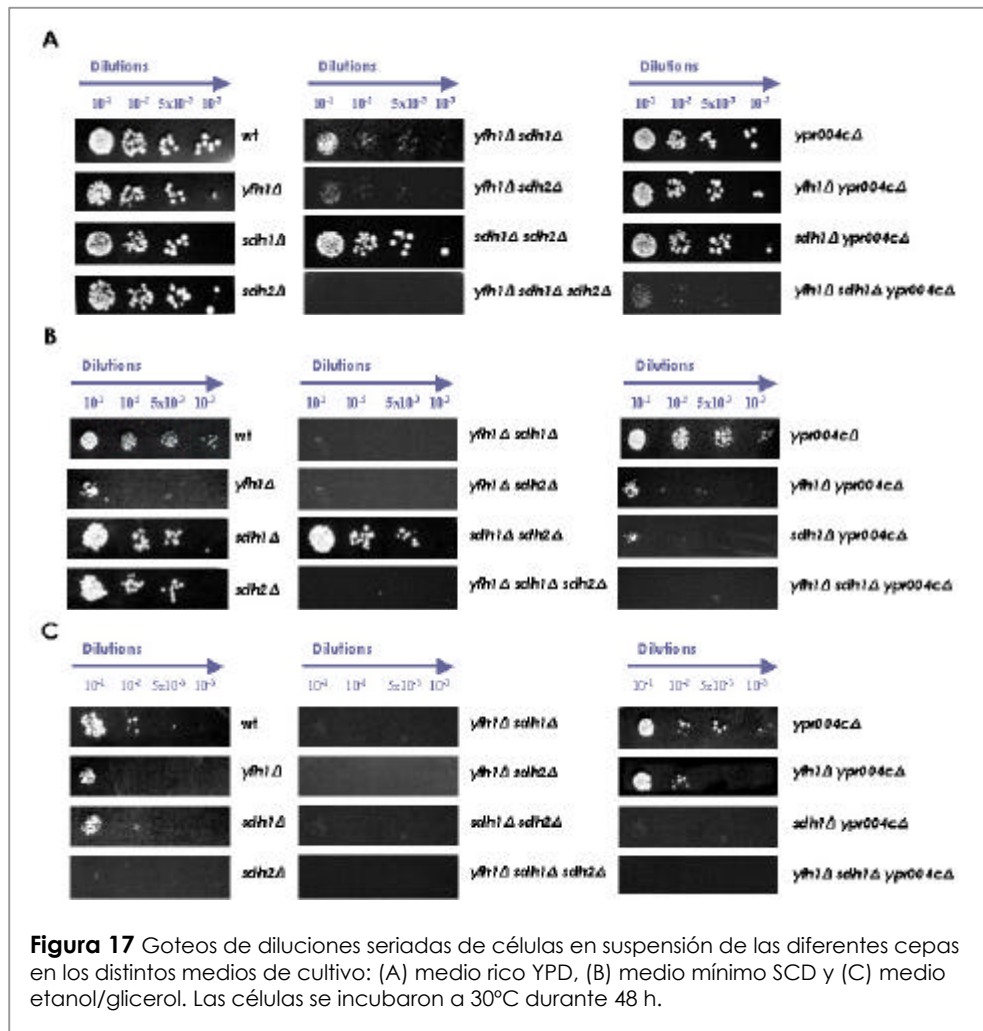 A
Dilutions
Dilutions
Dilutions
10⁻¹ 10⁻² 5x10⁻³ 10⁻³
10⁻¹ 10⁻² 5x10⁻³ 10⁻³
10⁻¹ 10⁻² 5x10⁻³ 10⁻³
wt
yfh1Δ sdh1Δ
ypr004cΔ
yfh1Δ
yfh1Δ sdh2Δ
yfh1Δ ypr004cΔ
sdh1Δ
sdh1Δ sdh2Δ
sdh1Δ ypr004cΔ
sdh2Δ
yfh1Δ sdh1Δ sdh2Δ
yfh1Δ sdh1Δ ypr004cΔ
B
Dilutions
Dilutions
Dilutions
10⁻¹ 10⁻² 5x10⁻³ 10⁻³
10⁻¹ 10⁻² 5x10⁻³ 10⁻³
10⁻¹ 10⁻² 5x10⁻³ 10⁻³
wt
yfh1Δ sdh1Δ
ypr004cΔ
yfh1Δ
yfh1Δ sdh2Δ
yfh1Δ ypr004cΔ
sdh1Δ
sdh1Δ sdh2Δ
sdh1Δ ypr004cΔ
sdh2Δ
yfh1Δ sdh1Δ sdh2Δ
yfh1Δ sdh1Δ ypr004cΔ
C
Dilutions
Dilutions
Dilutions
10⁻¹ 10⁻² 5x10⁻³ 10⁻³
10⁻¹ 10⁻² 5x10⁻³ 10⁻³
10⁻¹ 10⁻² 5x10⁻³ 10⁻³
wt
yfh1Δ sdh1Δ
ypr004cΔ
yfh1Δ
yfh1Δ sdh2Δ
yfh1Δ ypr004cΔ
sdh1Δ
sdh1Δ sdh2Δ
sdh1Δ ypr004cΔ
sdh2Δ
yfh1Δ sdh1Δ sdh2Δ
yfh1Δ sdh1Δ ypr004cΔ
Figura 17 Goteos de diluciones seriadas de células en suspensión de las diferentes cepas
en los distintos medios de cultivo: (A) medio rico YPD, (B) medio mínimo SCD y (C) medio
etanol/glicerol. Las células se incubaron a 30ºC durante 48 h.